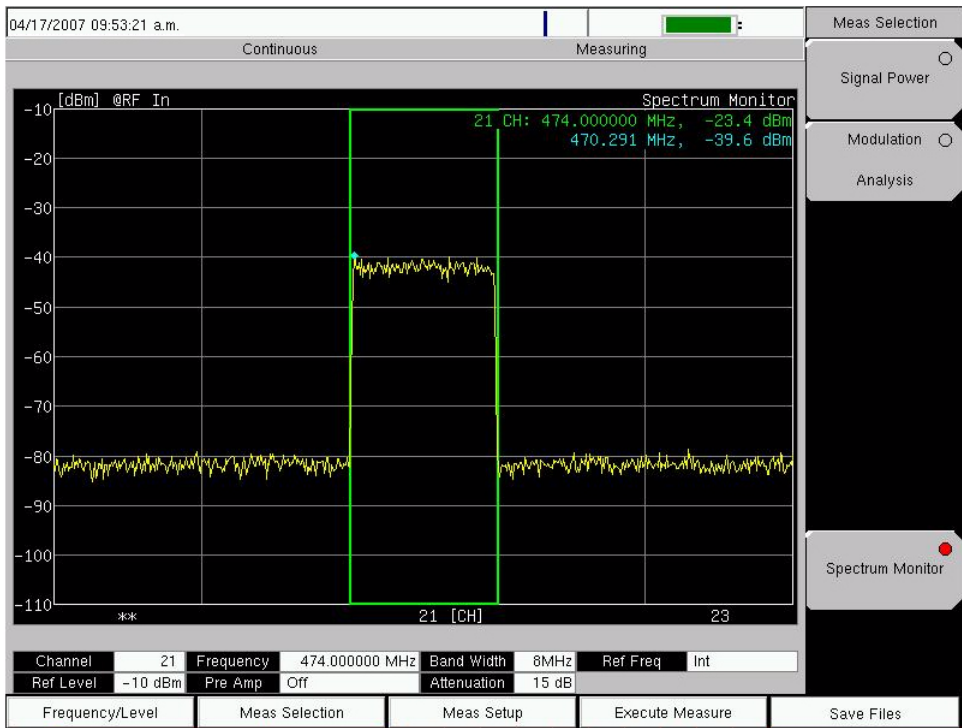 04/17/2007 09:53:21 a.m.
Meas Selection
Continuous Measuring
Signal Power
[dBm] @RF In Spectrum Monitor
21 CH: 474.000000 MHz, -23.4 dBm
470.291 MHz, -39.6 dBm
Modulation
Analysis
-10
-20
-30
-40
-50
-60
-70
-80
-90
-100
-110
Spectrum Monitor
** 21 [CH] 23
Channel 21 Frequency 474.000000 MHz Band Width 8MHz Ref Freq Int
Ref Level -10 dBm Pre Amp Off Attenuation 15 dB
Frequency/Level Meas Selection Meas Setup Execute Measure Save Files